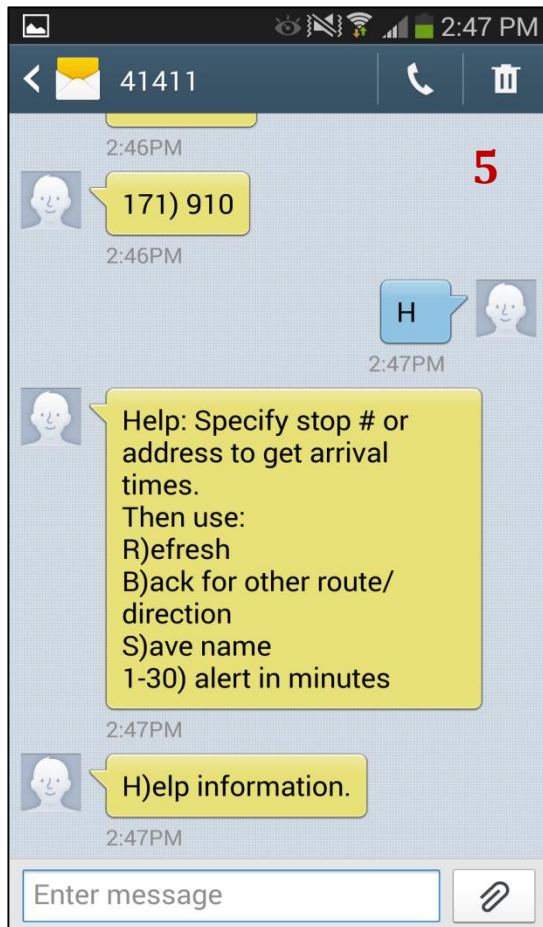 2:47 PM
41411
2:46PM
5
171) 910
2:46PM
H
2:47PM
Help: Specify stop # or
address to get arrival
times.
Then use:
R)efresh
B)ack for other route/
direction
S)ave name
1-30) alert in minutes
2:47PM
H)elp information.
2:47PM
Enter message